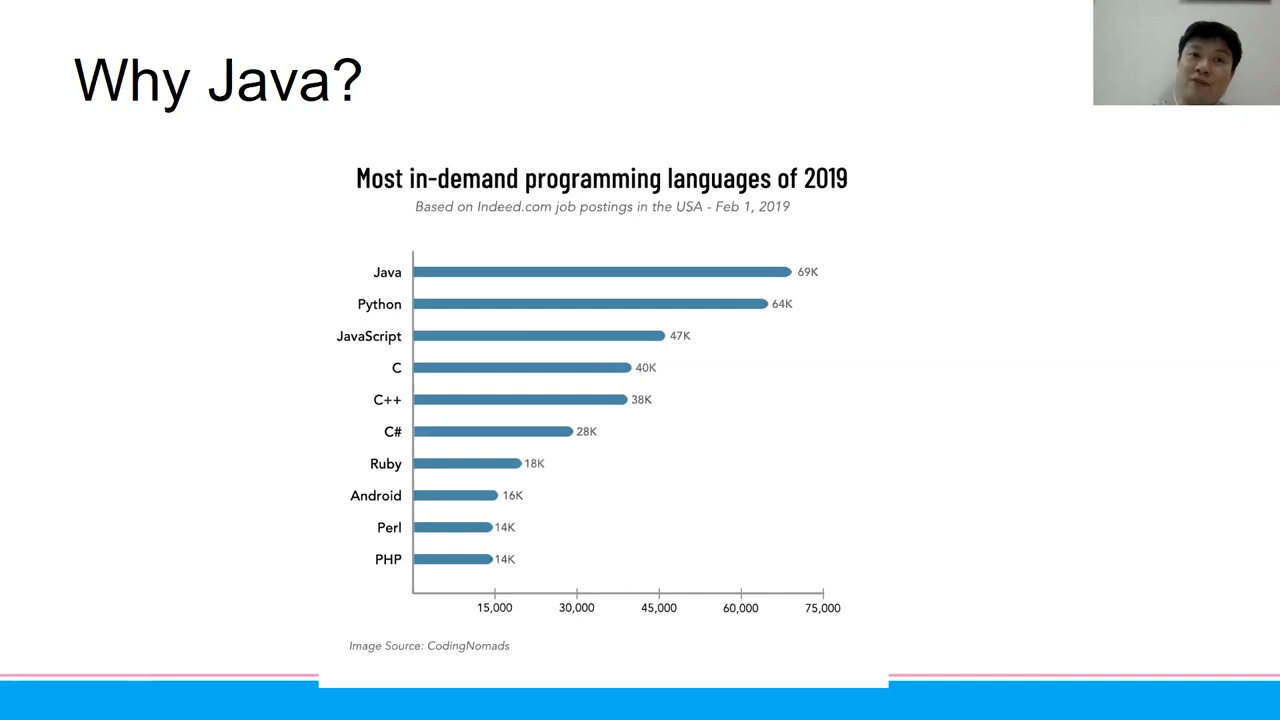 Why Java?
Most in-demand programming languages of 2019
Based on Indeed.com job postings in the USA - Feb 1, 2019
Java 69K
Python 64K
JavaScript 47K
C 40K
C++ 38K
C# 28K
Ruby 18K
Android 16K
Perl 14K
PHP 14K
15,000 30,000 45,000 60,000 75,000
Image Source: CodingNomads